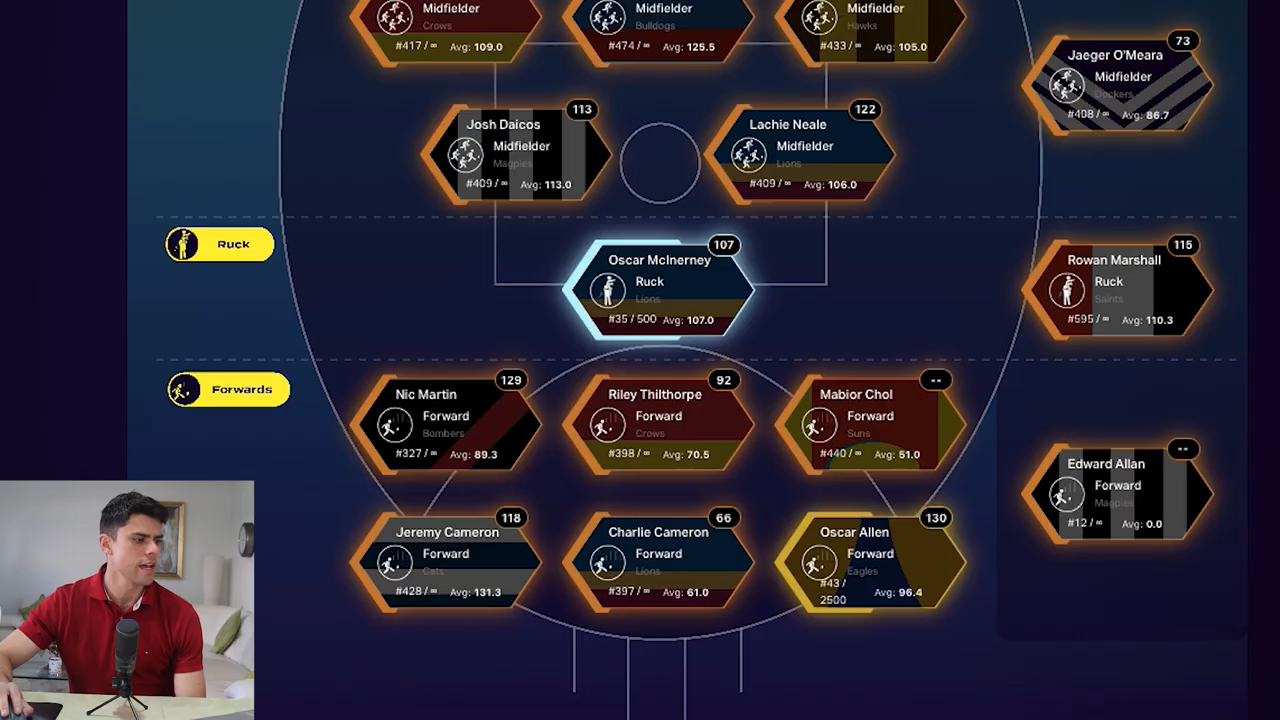 Midfielder
Crows
#417 / ∞ Avg: 109.0
Midfielder
Bulldogs
#474 / ∞ Avg: 125.5
Midfielder
Hawks
#433 / ∞ Avg: 105.0
73
Jaeger O'Meara
Midfielder
Dockers
#408 / ∞ Avg: 86.7
113
Josh Daicos
Midfielder
Magpies
#409 / ∞ Avg: 113.0
122
Lachie Neale
Midfielder
Lions
#409 / ∞ Avg: 106.0
Ruck
107
Oscar McInerney
Ruck
Lions
#35 / 500 Avg: 107.0
115
Rowan Marshall
Ruck
Saints
#595 / ∞ Avg: 110.3
Forwards
129
Nic Martin
Forward
Bombers
#327 / ∞ Avg: 89.3
92
Riley Thilthorpe
Forward
Crows
#398 / ∞ Avg: 70.5
--
Mabior Chol
Forward
Suns
#440 / ∞ Avg: 51.0
--
Edward Allan
Forward
Magpies
#12 / ∞ Avg: 0.0
118
Jeremy Cameron
Forward
Cats
#428 / ∞ Avg: 131.3
66
Charlie Cameron
Forward
Lions
#397 / ∞ Avg: 61.0
130
Oscar Allen
Forward
Eagles
#43 /
2500 Avg: 96.4